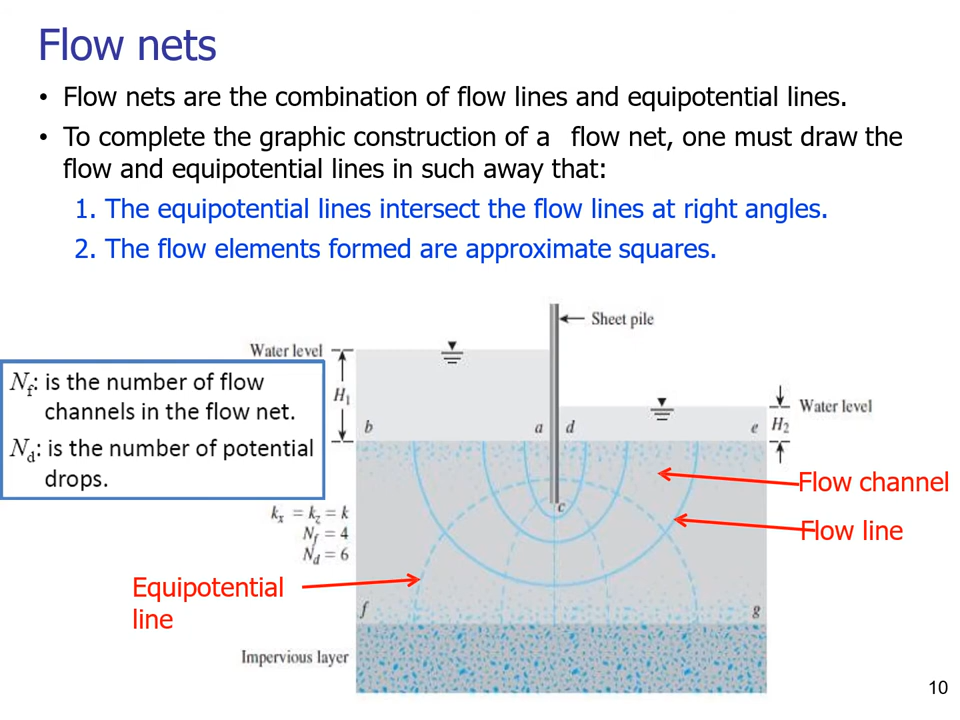 Flow nets
• Flow nets are the combination of flow lines and equipotential lines.
• To complete the graphic construction of a flow net, one must draw the
flow and equipotential lines in such away that:
1. The equipotential lines intersect the flow lines at right angles.
2. The flow elements formed are approximate squares.
Sheet pile
Water level
Nf: is the number of flow
channels in the flow net.
Nd: is the number of potential
drops.
H1
Water level
H2
b
a
d
e
Flow channel
c
kx = kz = k
Nf = 4
Nd = 6
Flow line
Equipotential
line
f
g
Impervious layer
10